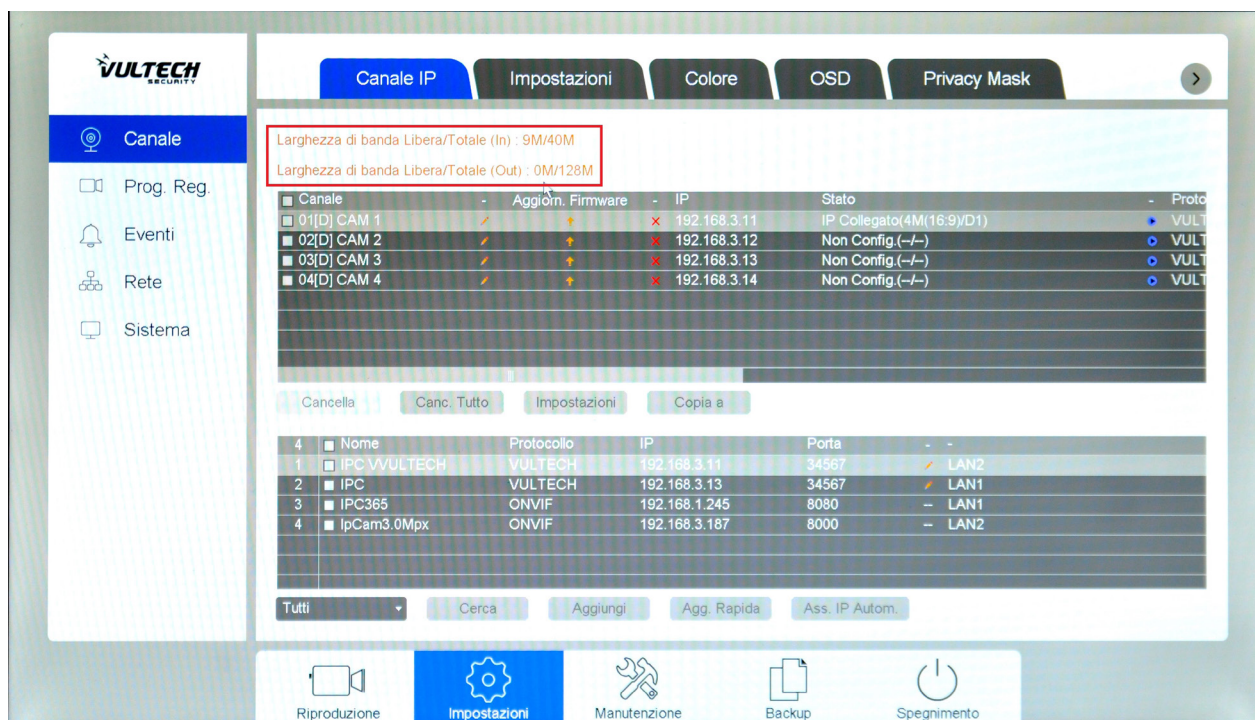 VULTECH
SECURITY
Canale IP
Impostazioni
Colore
OSD
Privacy Mask
Canale
Prog. Reg.
Eventi
Rete
Sistema
Larghezza di banda Libera/Totale (In) : 9M/40M
Larghezza di banda Libera/Totale (Out) : 0M/128M
Canale - Aggiorn. Firmware - IP Stato - Proto
01[D] CAM 1 192.168.3.11 IP Collegato(4M(16:9)/D1) VULT
02[D] CAM 2 192.168.3.12 Non Config.(--/--) VULT
03[D] CAM 3 192.168.3.13 Non Config.(--/--) VULT
04[D] CAM 4 192.168.3.14 Non Config.(--/--) VULT
Cancella Canc. Tutto Impostazioni Copia a
4 Nome Protocollo IP Porta - -
1 IPC VVULTECH VULTECH 192.168.3.11 34567 LAN2
2 IPC VULTECH 192.168.3.13 34567 LAN1
3 IPC365 ONVIF 192.168.1.245 8080 -- LAN1
4 IpCam3.0Mpx ONVIF 192.168.3.187 8000 -- LAN2
Tutti Cerca Aggiungi Agg. Rapida Ass. IP Autom.
Riproduzione
Impostazioni
Manutenzione
Backup
Spegnimento